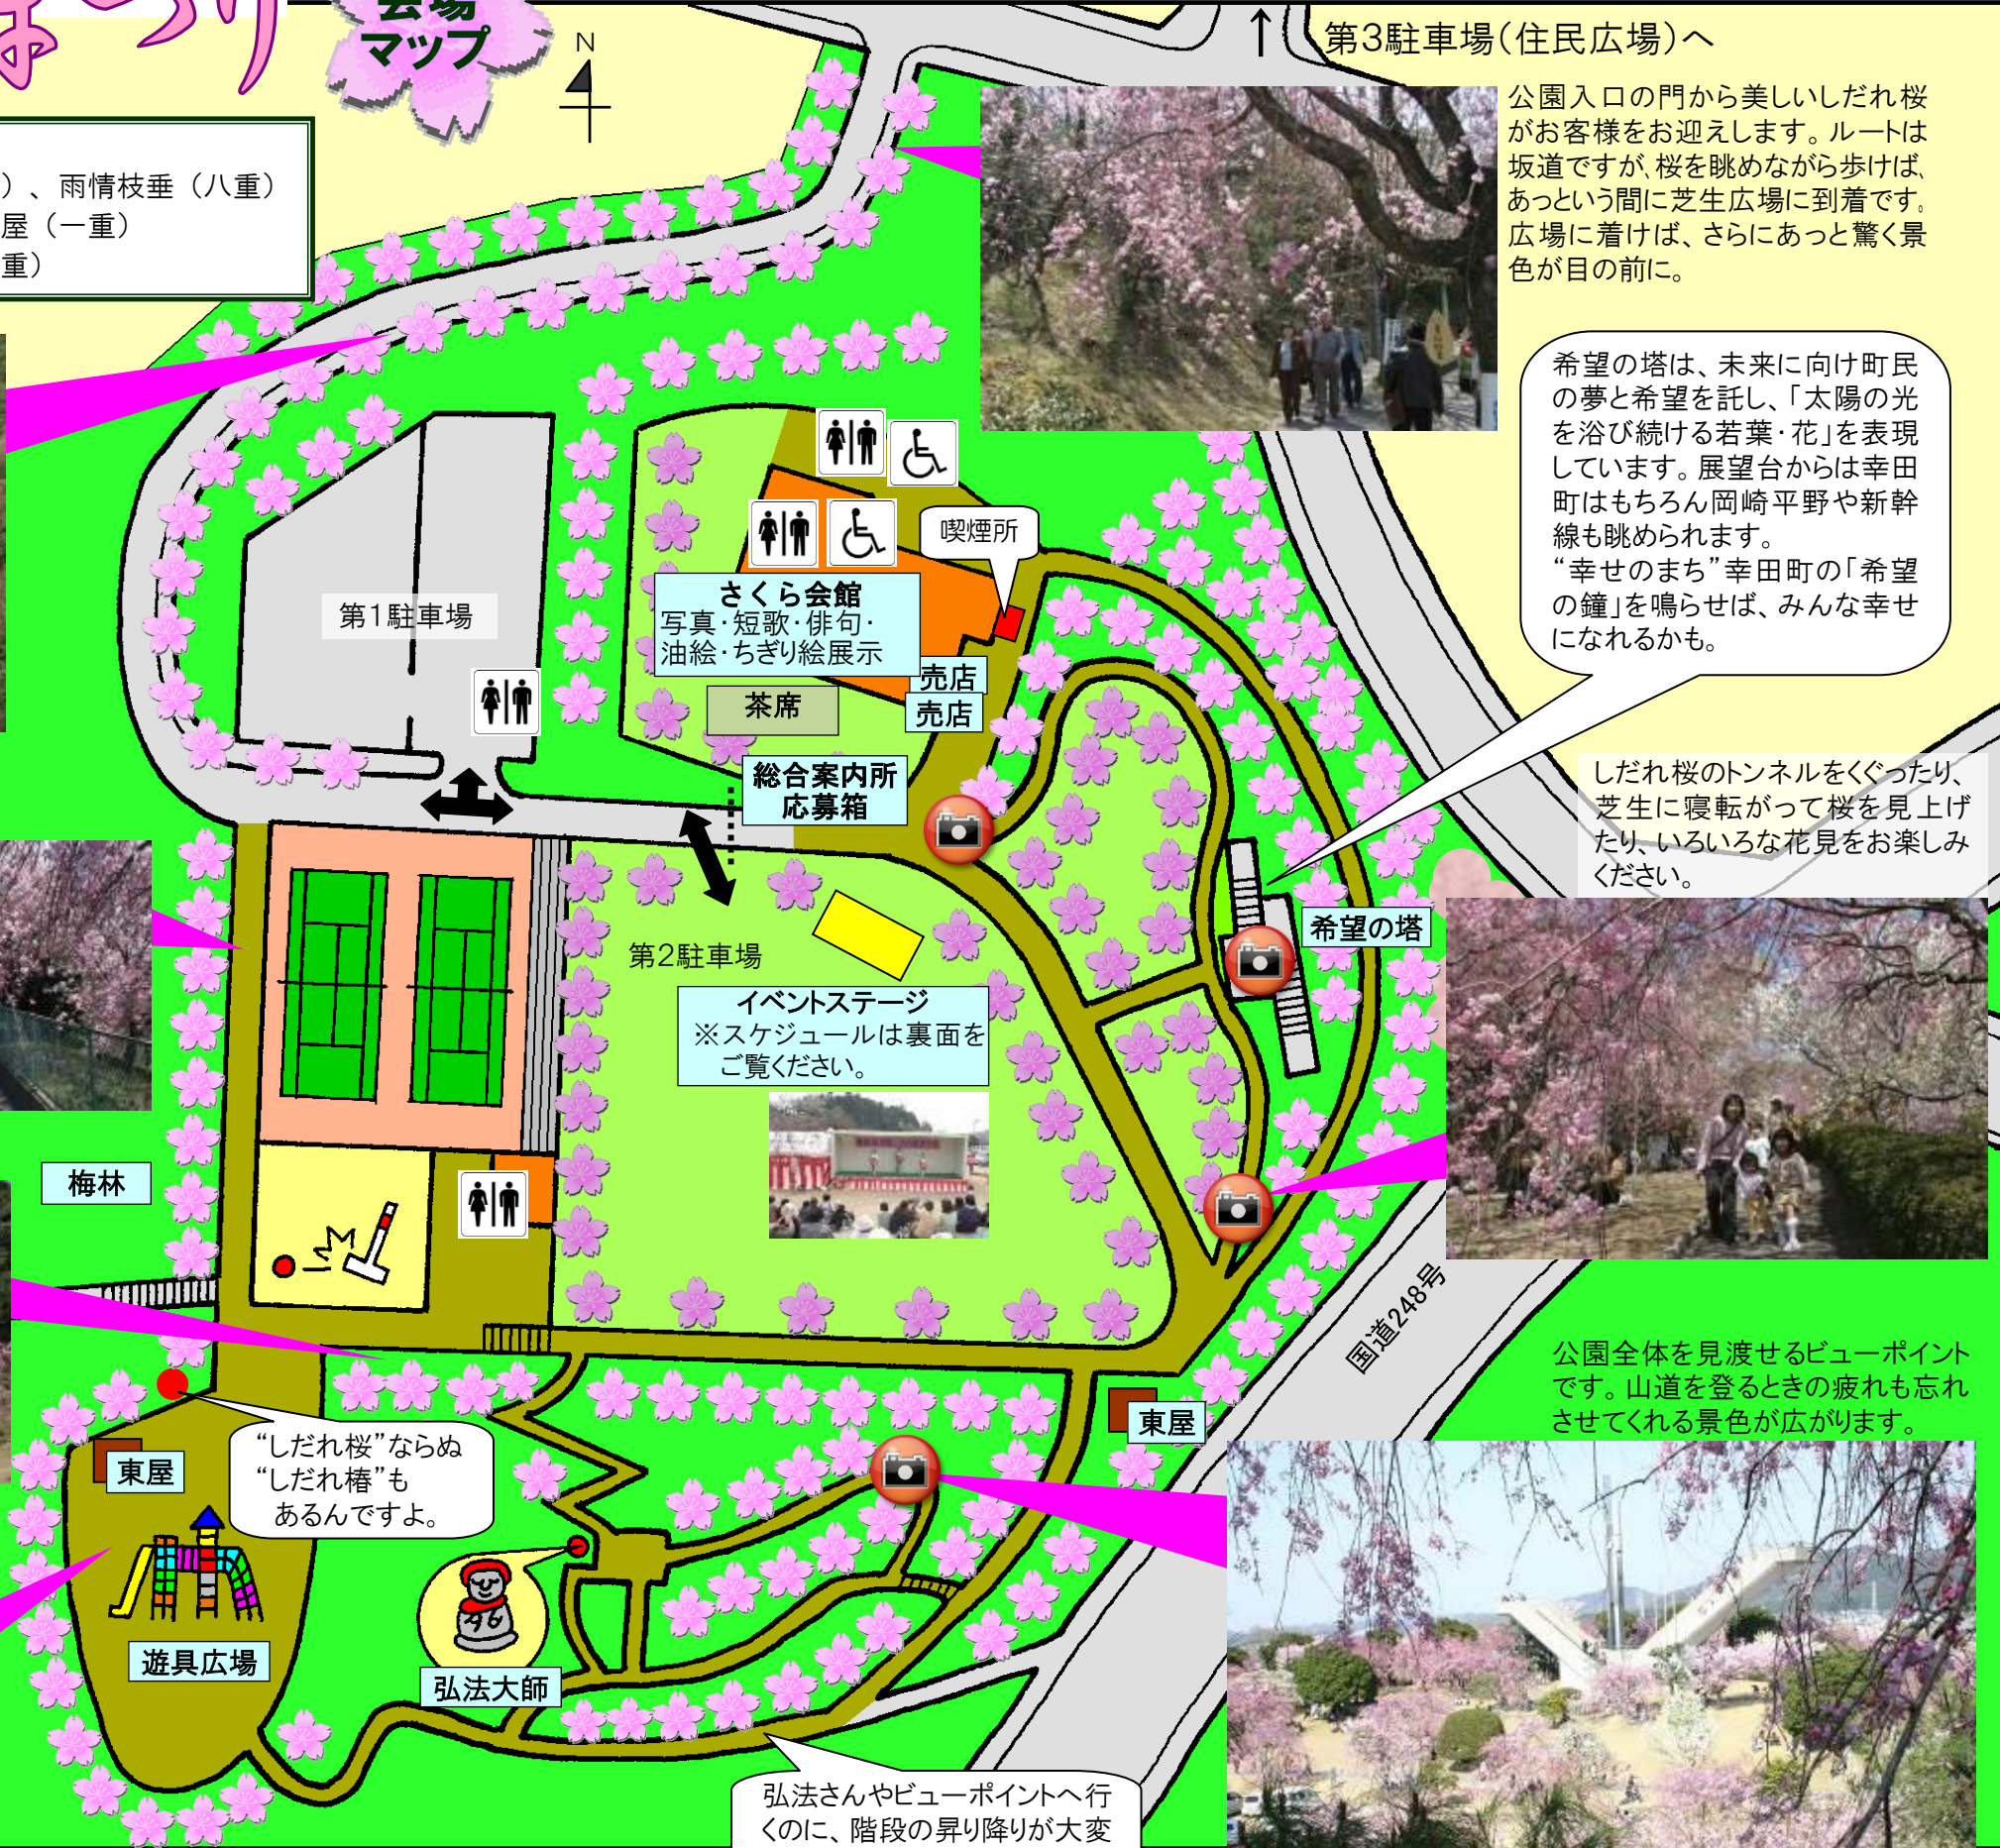 まつり
会場
マップ
N
第3駐車場（住民広場）へ
）、雨情枝垂（八重）
屋（一重）
重）
公園入口の門から美しいしだれ桜
がお客様をお迎えします。ルートは
坂道ですが、桜を眺めながら歩けば、
あっという間に芝生広場に到着です。
広場に着けば、さらにあっと驚く景
色が目の前に。
希望の塔は、未来に向け町民
の夢と希望を託し、「太陽の光
を浴び続ける若葉・花」を表現
しています。展望台からは幸田
町はもちろん岡崎平野や新幹
線も眺められます。
“幸せのまち”幸田町の「希望
の鐘」を鳴らせば、みんな幸せ
になれるかも。
喫煙所
第1駐車場
さくら会館
写真・短歌・俳句・
油絵・ちぎり絵展示
売店
売店
茶席
総合案内所
応募箱
しだれ桜のトンネルをくぐったり、
芝生に寝転がって桜を見上げ
たり、いろいろな花見をお楽しみ
ください。
希望の塔
第2駐車場
イベントステージ
※スケジュールは裏面を
ご覧ください。
梅林
国道248号
公園全体を見渡せるビューポイント
です。山道を登るときの疲れも忘れ
させてくれる景色が広がります。
東屋
“しだれ桜”ならぬ
“しだれ椿”も
あるんですよ。
東屋
遊具広場
弘法大師
弘法さんやビューポイントへ行
くのに、階段の昇り降りが大変